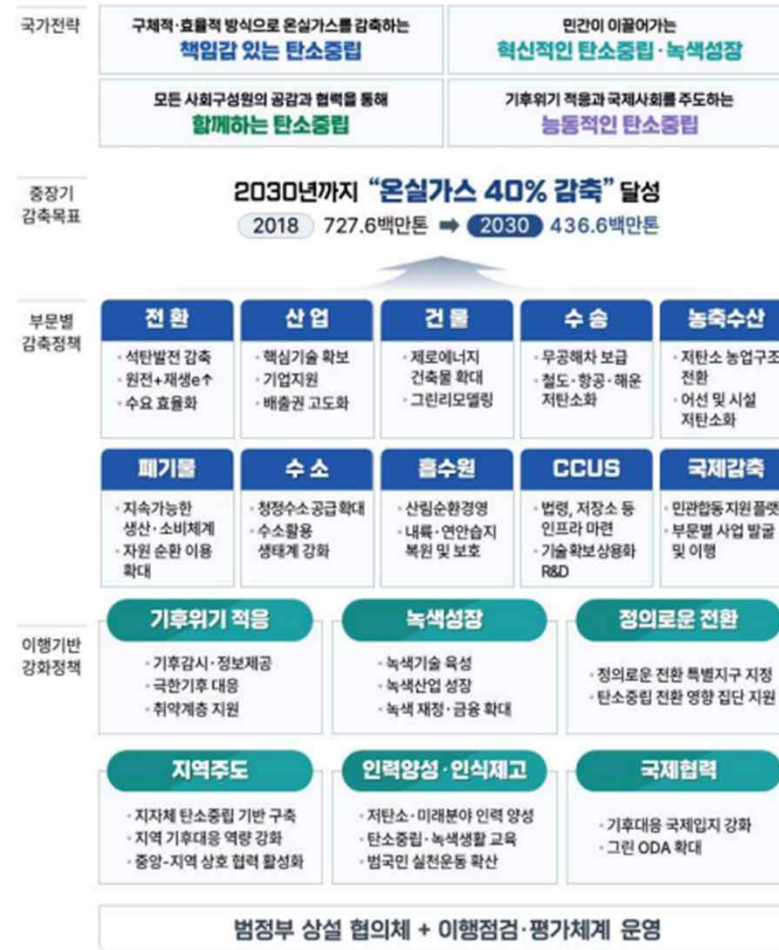 국가전략
구체적·효율적 방식으로 온실가스를 감축하는
책임감 있는 탄소중립
민간이 이끌어가는
혁신적인 탄소중립·녹색성장
모든 사회구성원의 공감과 협력을 통해
함께하는 탄소중립
기후위기 적응과 국제사회를 주도하는
능동적인 탄소중립
중장기
감축목표
2030년까지 “온실가스 40% 감축” 달성
2018 727.6백만톤 ➡ 2030 436.6백만톤
부문별
감축정책
전환
· 석탄발전 감축
· 원전+재생e↑
· 수요 효율화
산업
· 핵심기술 확보
· 기업지원
· 배출권 고도화
건물
· 제로에너지
건축물 확대
· 그린리모델링
수송
· 무공해차 보급
· 철도·항공·해운
저탄소화
농축수산
· 저탄소 농업구조
전환
· 어선 및 시설
저탄소화
폐기물
· 지속가능한
생산·소비체계
· 자원 순환 이용
확대
수소
· 청정수소 공급 확대
· 수소활용
생태계 강화
흡수원
· 산림순환경영
· 내륙·연안습지
복원 및 보호
CCUS
· 법령, 저장소 등
인프라 마련
· 기술확보상용화
R&D
국제감축
· 민관합동 지원 플랫
· 부문별 사업 발굴
및 이행
이행기반
강화정책
기후위기 적응
· 기후감시·정보제공
· 극한기후 대응
· 취약계층 지원
녹색성장
· 녹색기술 육성
· 녹색산업 성장
· 녹색 재정·금융 확대
정의로운 전환
· 정의로운 전환 특별지구 지정
· 탄소중립 전환 영향 집단 지원
지역주도
· 지자체 탄소중립 기반 구축
· 지역 기후대응 역량 강화
· 중앙-지역 상호 협력 활성화
인력양성·인식제고
· 저탄소·미래분야 인력 양성
· 탄소중립·녹색생활 교육
· 범국민 실천운동 확산
국제협력
· 기후대응 국제입지 강화
· 그린 ODA 확대
범정부 상설 협의체 + 이행점검·평가체계 운영